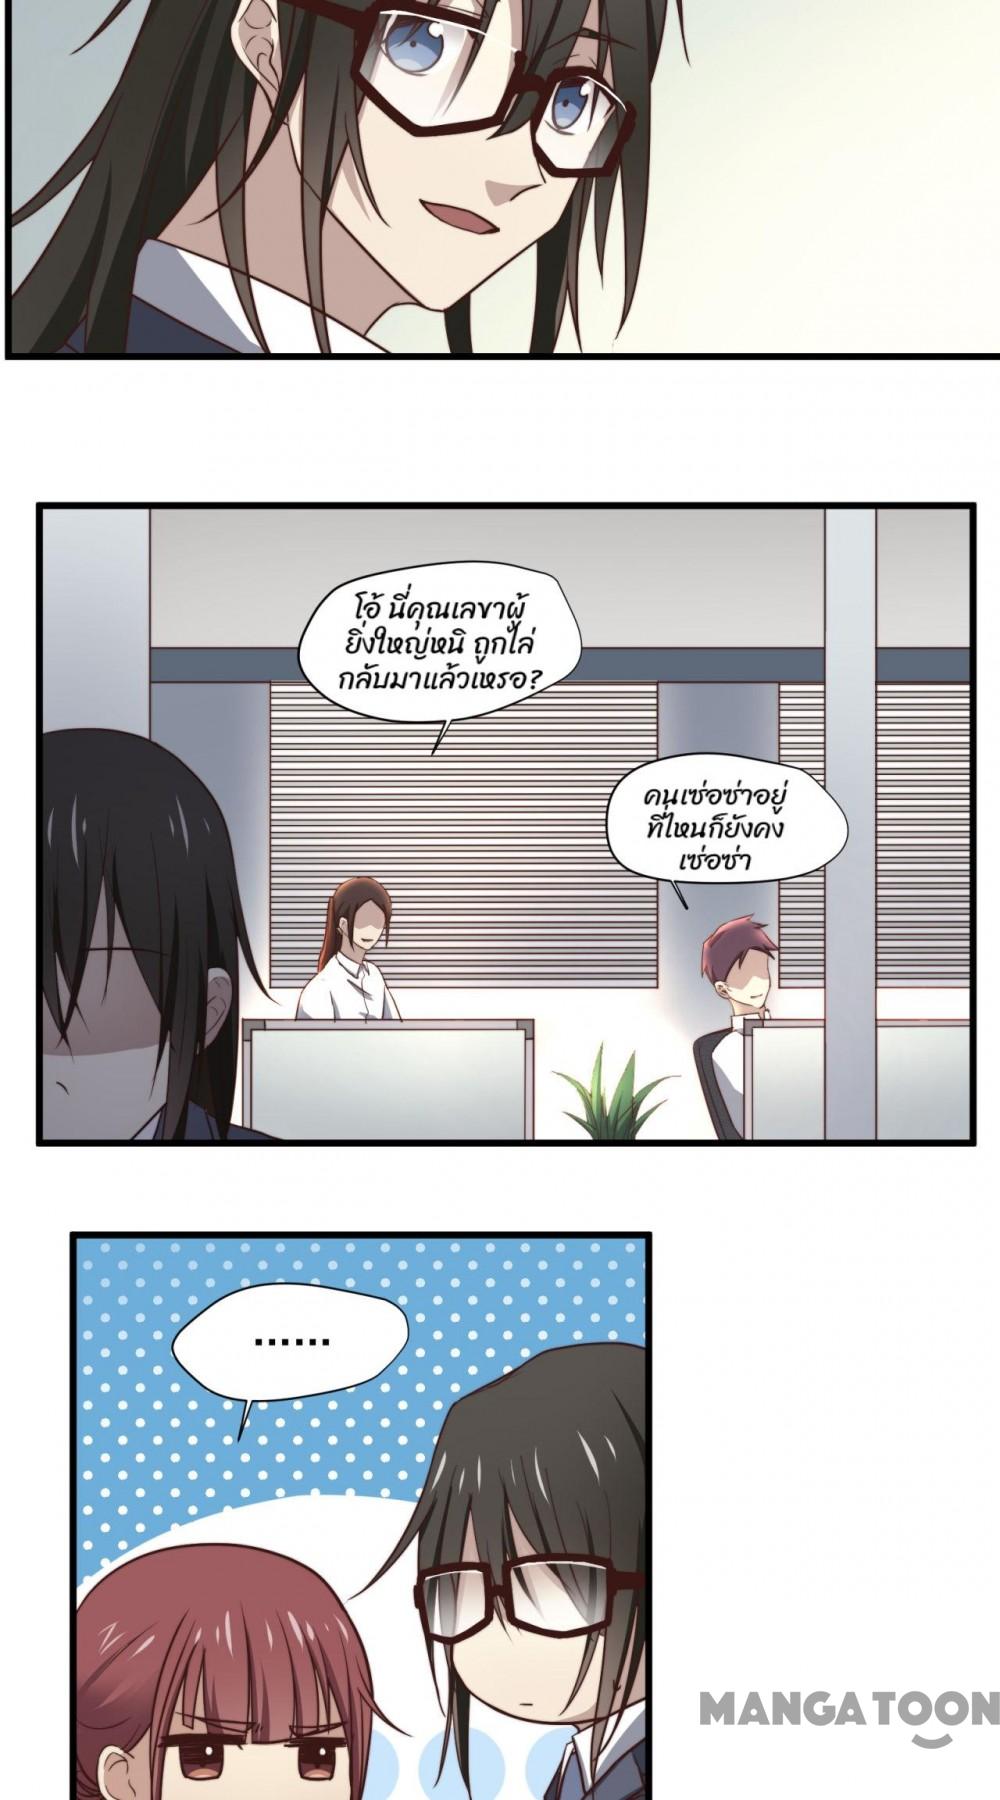 โอ้ นี่คุณเลขาผู้
ยิ่งใหญ่หนิ ถูกไล่
กลับมาแล้วเหรอ?
คนเซ่อซ่าอยู่
ที่ไหนก็ยังคง
เซ่อซ่า
......
MANGATOON